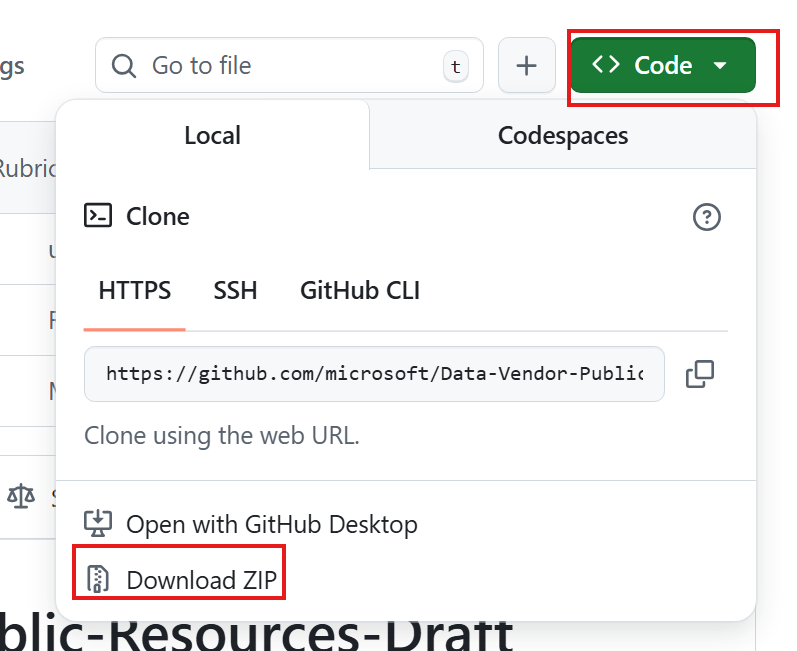 gs
Go to file
t
Code
Local
Codespaces
Rubric
Clone
HTTPS SSH GitHub CLI
https://github.com/microsoft/Data-Vendor-Public
Clone using the web URL.
Open with GitHub Desktop
Download ZIP
blic-Resources-Draft